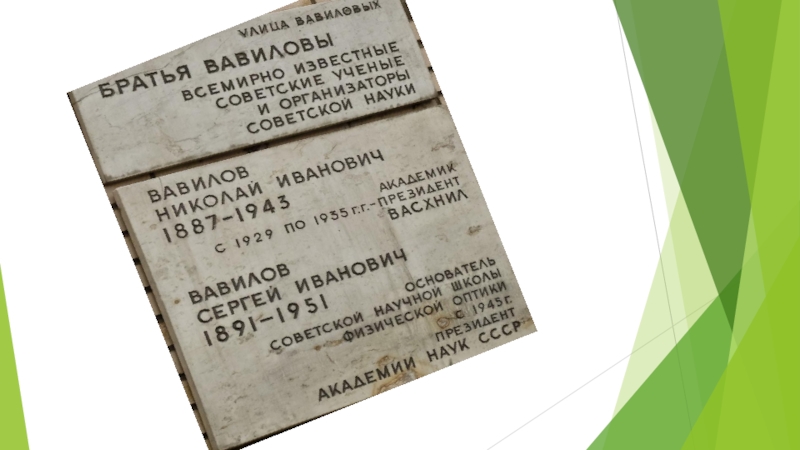 УЛИЦА ВАВИЛОВЫХ
БРАТЬЯ ВАВИЛОВЫ
ВСЕМИРНО ИЗВЕСТНЫЕ
СОВЕТСКИЕ УЧЕНЫЕ
И ОРГАНИЗАТОРЫ
СОВЕТСКОЙ НАУКИ
ВАВИЛОВ
НИКОЛАЙ ИВАНОВИЧ
1887–1943
АКАДЕМИК
С 1929 ПО 1935 г.г.–ПРЕЗИДЕНТ
ВАСХНИЛ
ВАВИЛОВ
СЕРГЕЙ ИВАНОВИЧ
1891–1951
ОСНОВАТЕЛЬ
СОВЕТСКОЙ НАУЧНОЙ ШКОЛЫ
ФИЗИЧЕСКОЙ ОПТИКИ
С 1945г.
ПРЕЗИДЕНТ
АКАДЕМИИ НАУК СССР